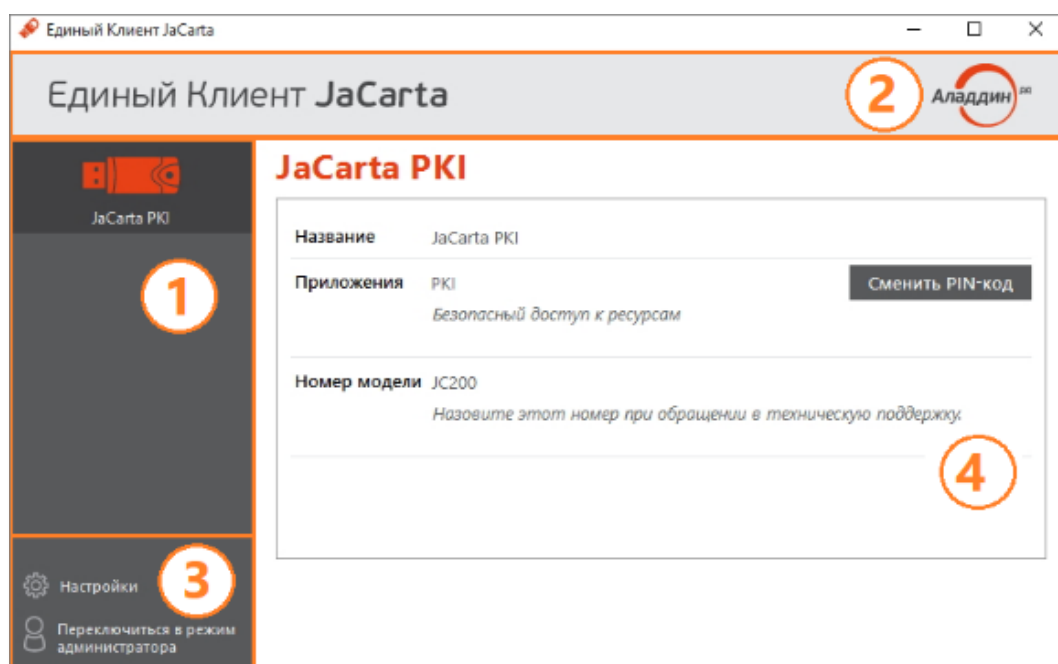 Единый Клиент JaCarta
Единый Клиент JaCarta
2
Аладдин
JaCarta PKI
1
JaCarta PKI
Название JaCarta PKI
Приложения PKI
Сменить PIN-код
Безопасный доступ к ресурсам
Номер модели JC200
Назовите этот номер при обращении в техническую поддержку.
4
3
Настройки
Переключиться в режим
администратора